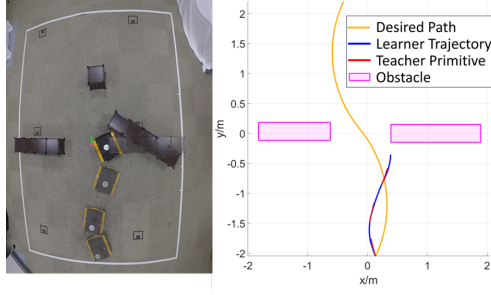 Desired Path
Learner Trajectory
Teacher Primitive
Obstacle
2
1.5
1
0.5
0
-0.5
-1
-1.5
-2
y/m
-2
-1
0
1
2
x/m